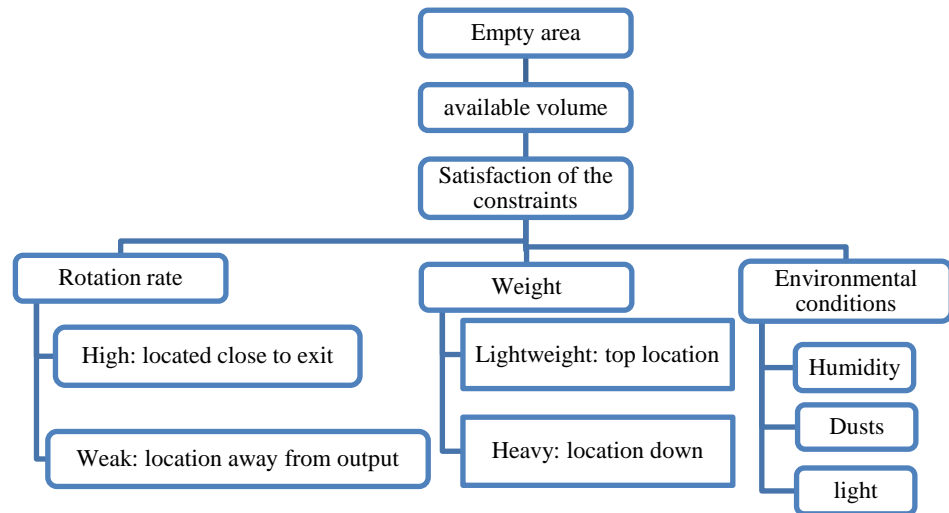 Empty area
available volume
Satisfaction of the
constraints
Rotation rate
High: located close to exit
Weak: location away from output
Weight
Lightweight: top location
Heavy: location down
Environmental
conditions
Humidity
Dusts
light